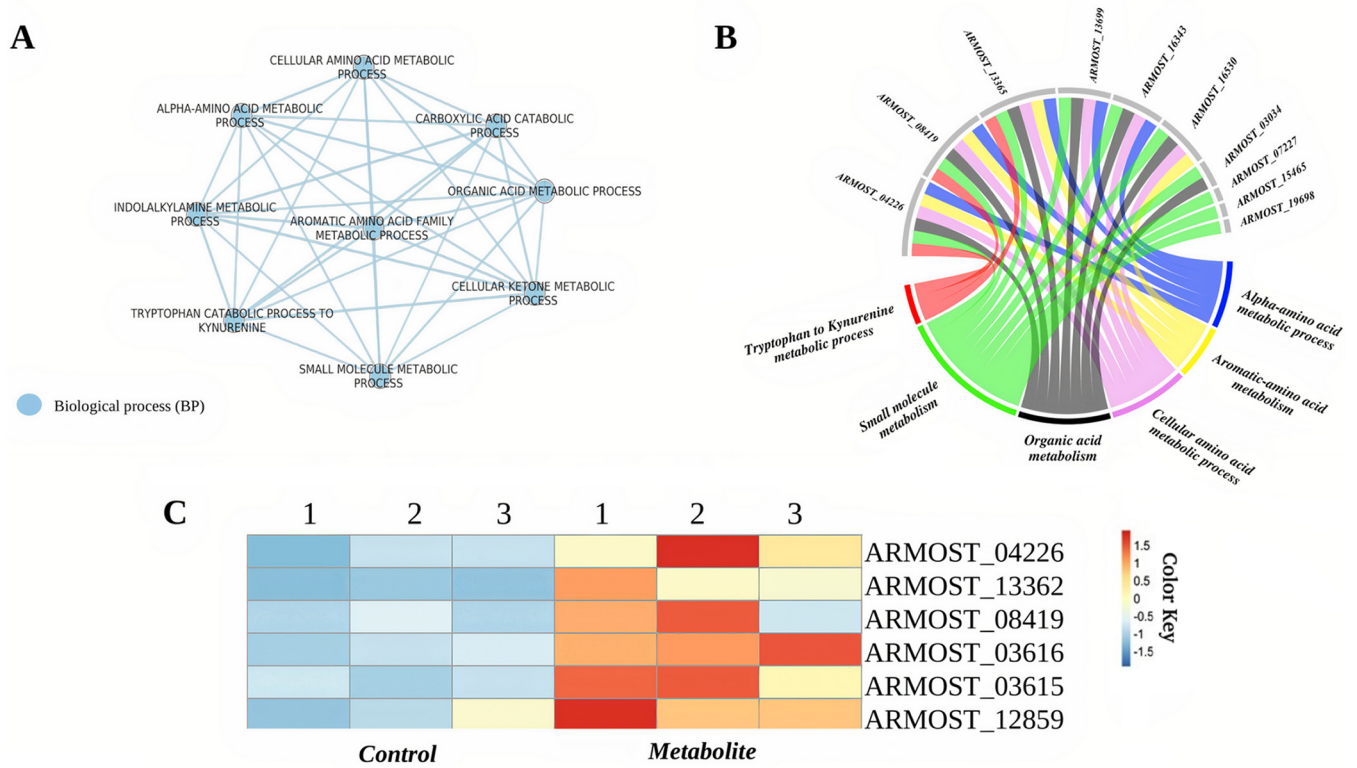 A
CELLULAR AMINO ACID METABOLIC
PROCESS
ALPHA-AMINO ACID METABOLIC
PROCESS
CARBOXYLIC ACID CATABOLIC
PROCESS
ORGANIC ACID METABOLIC PROCESS
INDOLALKYLAMINE METABOLIC
PROCESS
AROMATIC AMINO ACID FAMILY
METABOLIC PROCESS
CELLULAR KETONE METABOLIC
PROCESS
TRYPTOPHAN CATABOLIC PROCESS TO
KYNURENINE
SMALL MOLECULE METABOLIC
PROCESS
Biological process (BP)
B
ARMOST_04226
ARMOST_08419
ARMOST_13365
ARMOST_13699
ARMOST_16343
ARMOST_16530
ARMOST_03034
ARMOST_07227
ARMOST_15465
ARMOST_19698
Tryptophan to Kynurenine
metabolic process
Small molecule
metabolism
Organic acid
metabolism
Cellular amino acid
metabolic process
Aromatic-amino acid
metabolism
Alpha-amino acid
metabolic process
C
1 2 3 1 2 3
ARMOST_04226
ARMOST_13362
ARMOST_08419
ARMOST_03616
ARMOST_03615
ARMOST_12859
Control Metabolite
1.5
1
0.5
0
-0.5
-1
-1.5
Color Key